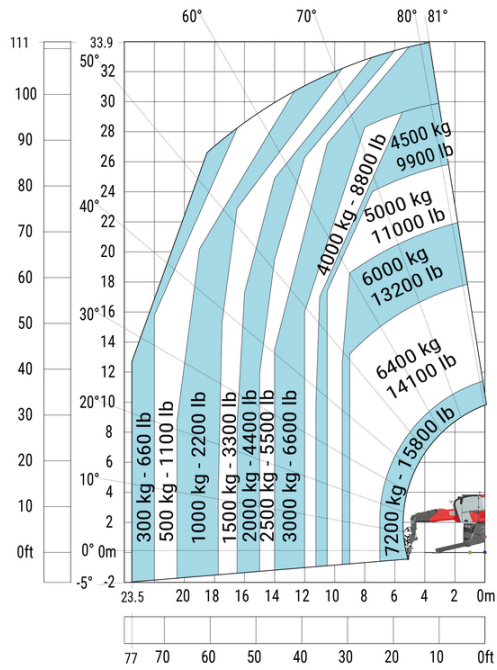 60° 70° 80° 81°
111 33.9
50°
32
100 30
4500 kg
9900 lb
90 28
26
4000 kg - 8800 lb
80 24
5000 kg
11000 lb
40°
22
70
20
6000 kg
13200 lb
60 18
30° 16
50 14
6400 kg
14100 lb
40 12
20° 10
30 8
300 kg - 660 lb
500 kg - 1100 lb
1000 kg - 2200 lb
1500 kg - 3300 lb
2000 kg - 4400 lb
2500 kg - 5500 lb
3000 kg - 6600 lb
7200 kg - 15800 lb
20 6
10°
4
10 2
0ft 0° 0m
-5° -2
23.5 20 18 16 14 12 10 8 6 4 2 0m
77 70 60 50 40 30 20 10 0ft